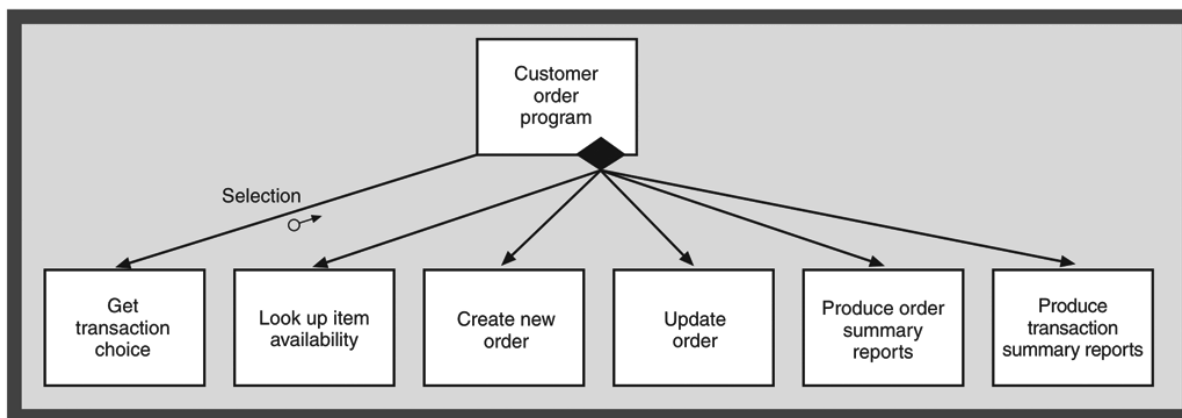 Customer
order
program
Selection
Get
transaction
choice
Look up item
availability
Create new
order
Update
order
Produce order
summary
reports
Produce
transaction
summary reports